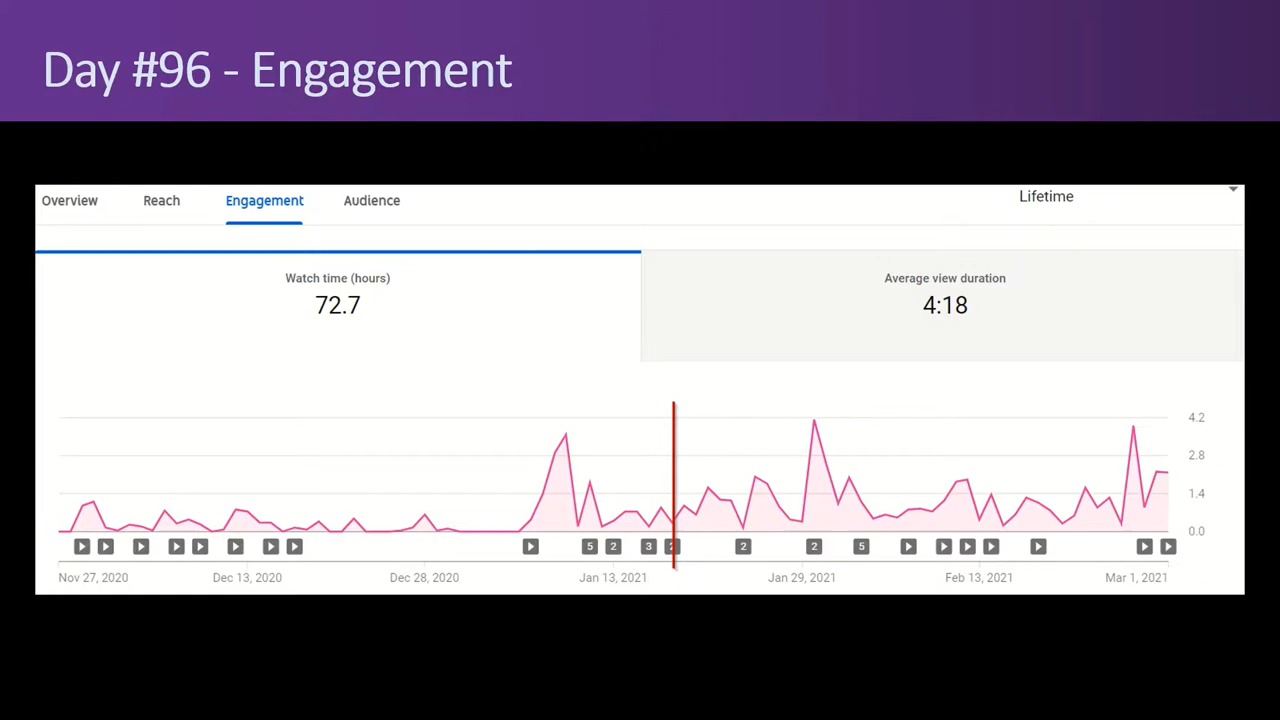 Day #96 - Engagement
Overview Reach Engagement Audience Lifetime
Watch time (hours) Average view duration
72.7 4:18
4.2
2.8
1.4
0.0
5 2 3 2 2 5
Nov 27, 2020 Dec 13, 2020 Dec 28, 2020 Jan 13, 2021 Jan 29, 2021 Feb 13, 2021 Mar 1, 2021